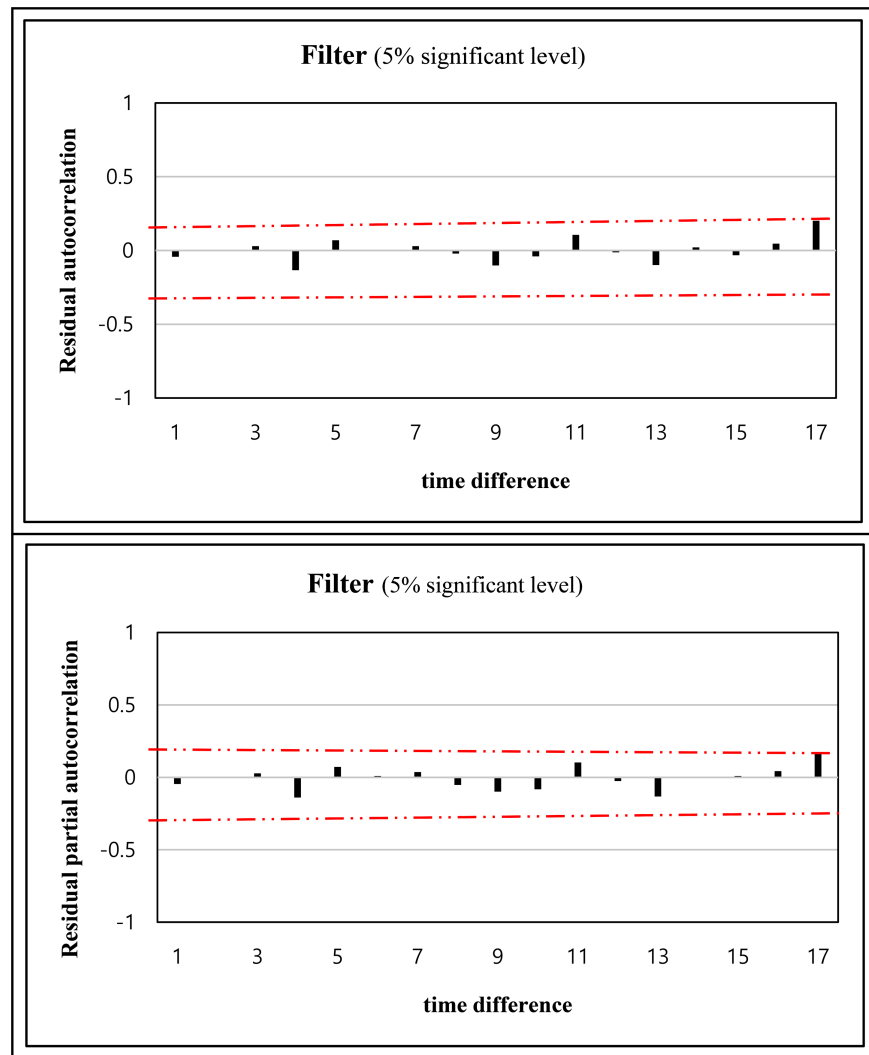 Filter (5% significant level)
Residual autocorrelation
1
0.5
0
-0.5
-1
1 3 5 7 9 11 13 15 17
time difference
Filter (5% significant level)
Residual partial autocorrelation
1
0.5
0
-0.5
-1
1 3 5 7 9 11 13 15 17
time difference